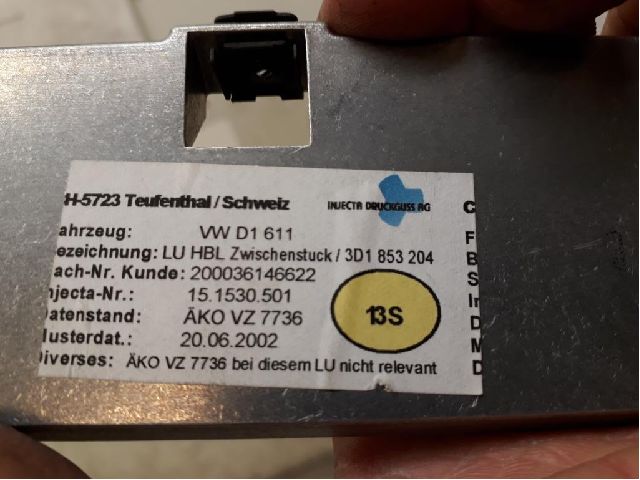 H-5723 Teufenthal / Schweiz
INJECTA DRUCKGUSS AG
C
ahrzeug: VW D1 611
F
ezeichnung: LU HBL Zwischenstuck / 3D1 853 204
B
ach-Nr. Kunde: 200036146622
S
njecta-Nr.: 15.1530.501
In
atenstand: ÄKO VZ 7736
D
usterdat.: 20.06.2002
M
iverses: ÄKO VZ 7736 bei diesem LU nicht relevant
D
13S